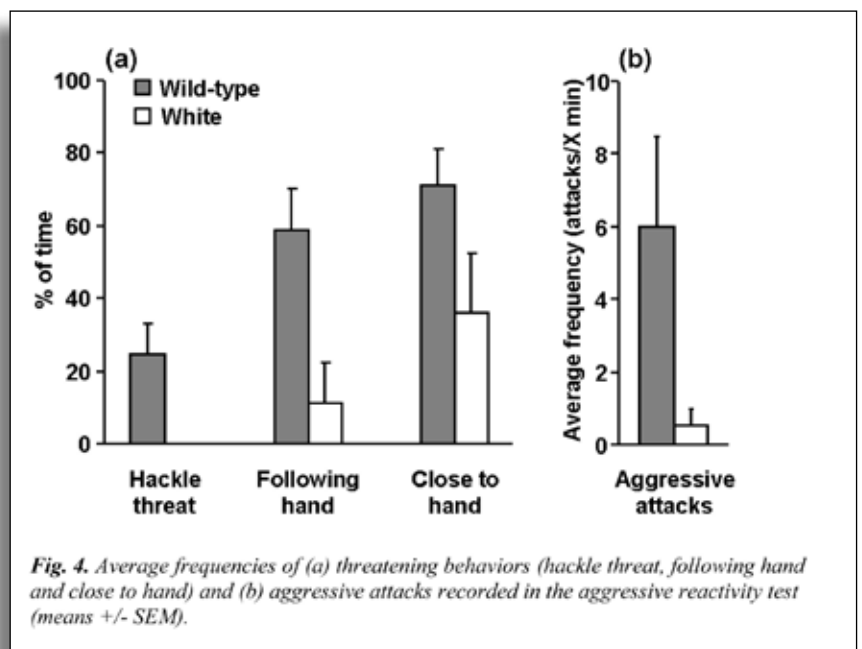 (a)
Wild-type
White
% of time
100
80
60
40
20
0
Hackle
threat
Following
hand
Close to
hand
(b)
Average frequency (attacks/X min)
10
8
6
4
2
0
Aggressive
attacks
Fig. 4. Average frequencies of (a) threatening behaviors (hackle threat, following hand
and close to hand) and (b) aggressive attacks recorded in the aggressive reactivity test
(means +/- SEM).